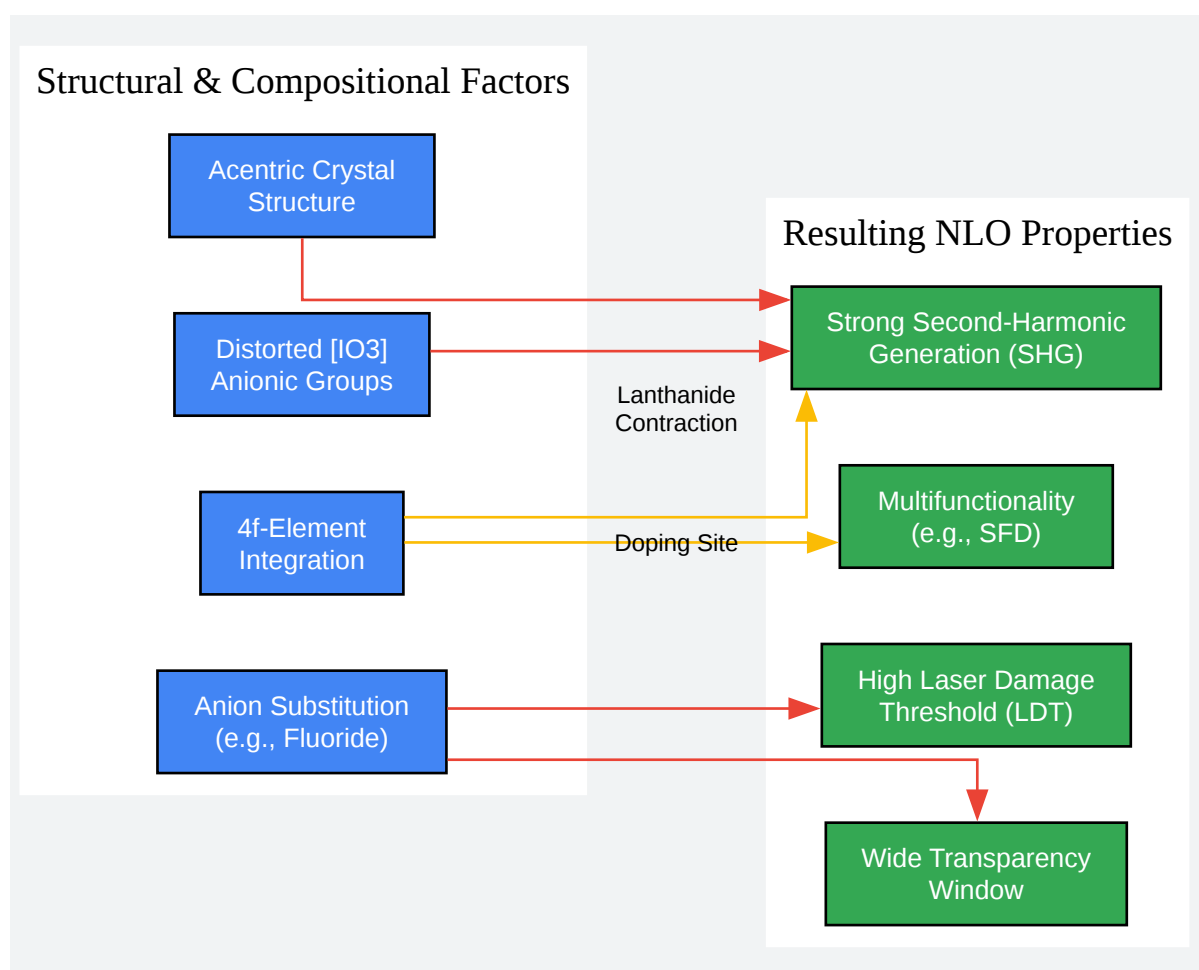 Structural & Compositional Factors
Acentric Crystal
Structure
Distorted [IO3]
Anionic Groups
4f-Element
Integration
Anion Substitution
(e.g., Fluoride)
Lanthanide
Contraction
Doping Site
Resulting NLO Properties
Strong Second-Harmonic
Generation (SHG)
Multifunctionality
(e.g., SFD)
High Laser Damage
Threshold (LDT)
Wide Transparency
Window